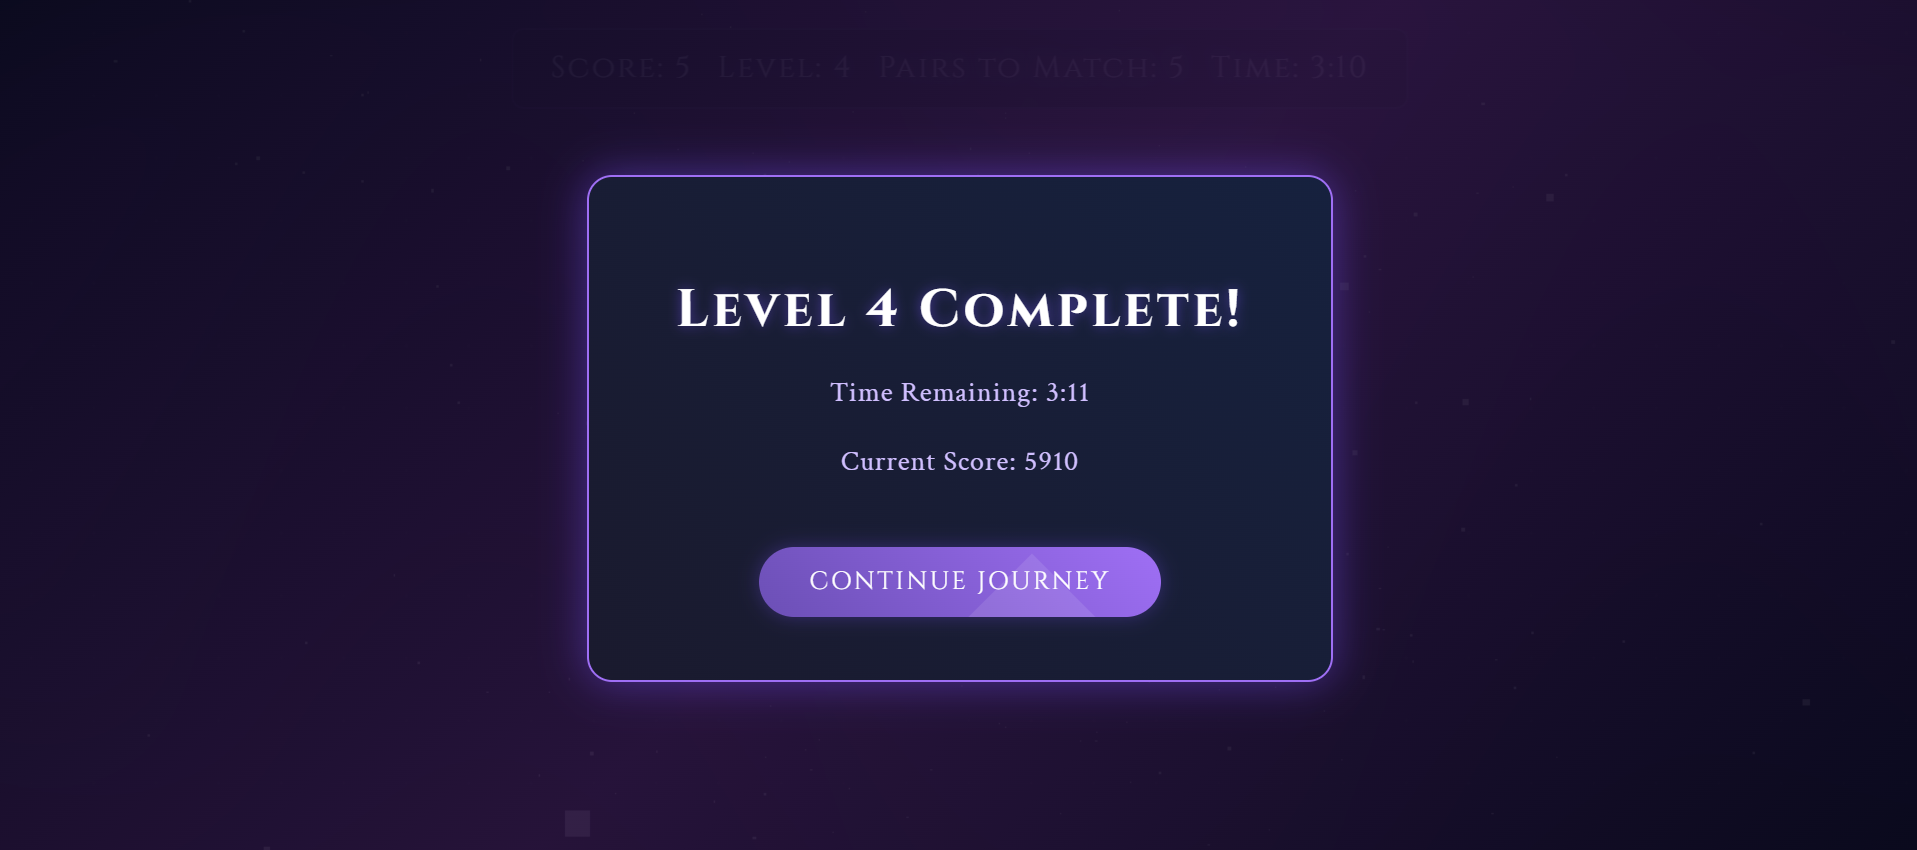 Score: 5 Level: 4 Pairs to Match: 5 Time: 3:10
Level 4 Complete!
Time Remaining: 3:11
Current Score: 5910
CONTINUE JOURNEY